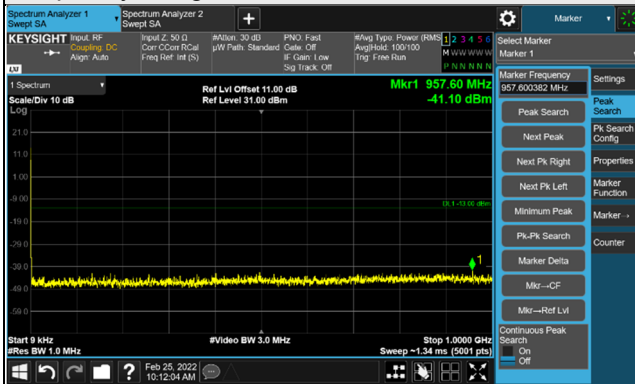 Spectrum Analyzer 1
Swept SA
Spectrum Analyzer 2
Swept SA
+
Marker
KEYSIGHT
Input: RF
Coupling: DC
Align: Auto
Input Z: 50 Ω
Corr CCorr RCal
Freq Ref: Int (S)
#Atten: 30 dB
µW Path: Standard
PNO: Fast
Gate: Off
IF Gain: Low
Sig Track: Off
#Avg Type: Power (RMS
Avg|Hold: 100/100
Trig: Free Run
1 2 3 4 5 6
M W W W W W
P N N N N N
Select Marker
Marker 1
1 Spectrum
Scale/Div 10 dB
Log
Ref Lvl Offset 11.00 dB
Ref Level 31.00 dBm
Mkr1 957.60 MHz
-41.10 dBm
21.0
11.0
1.00
-9.00
-19.0
-29.0
-39.0
-49.0
-59.0
DL1 -13.00 dBm
1
Start 9 kHz
#Res BW 1.0 MHz
#Video BW 3.0 MHz
Stop 1.0000 GHz
Sweep ~1.34 ms (5001 pts)
Marker Frequency
957.600382 MHz
Peak Search
Next Peak
Next Pk Right
Next Pk Left
Minimum Peak
Pk-Pk Search
Marker Delta
Mkr→CF
Mkr→Ref Lvl
Continuous Peak
Search
On
Off
Settings
Peak
Search
Pk Search
Config
Properties
Marker
Function
Marker→
Counter
?
Feb 25, 2022
10:12:04 AM